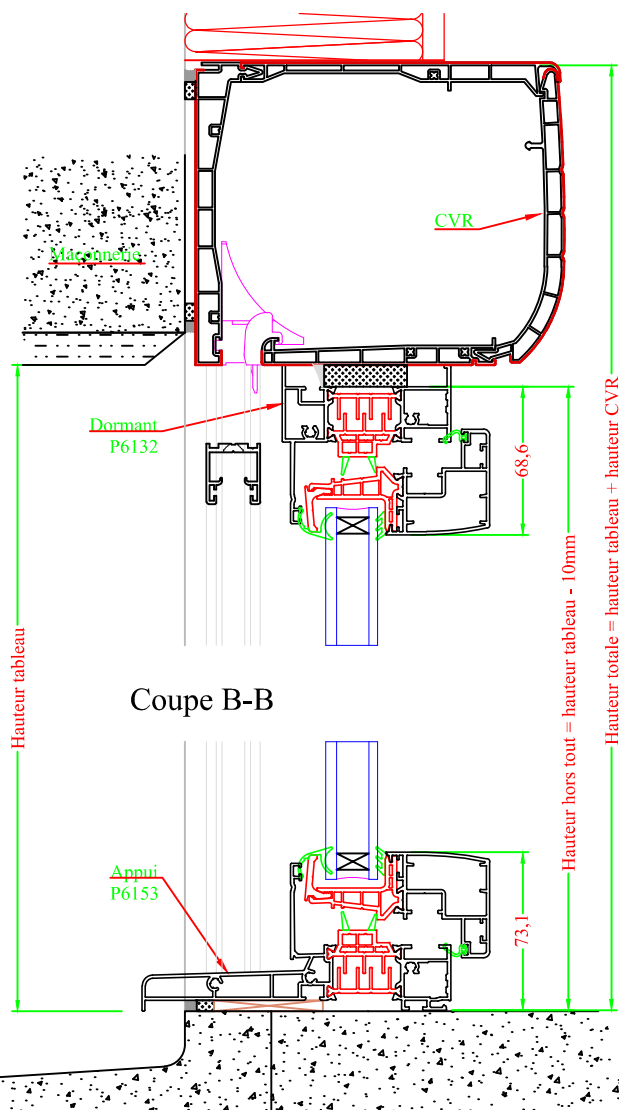 CVR
Maçonnerie
Dormant
P6132
68,6
Hauteur tableau
Hauteur hors tout = hauteur tableau - 10mm
Hauteur totale = hauteur tableau + hauteur CVR
Coupe B-B
Appui
P6153
73,1